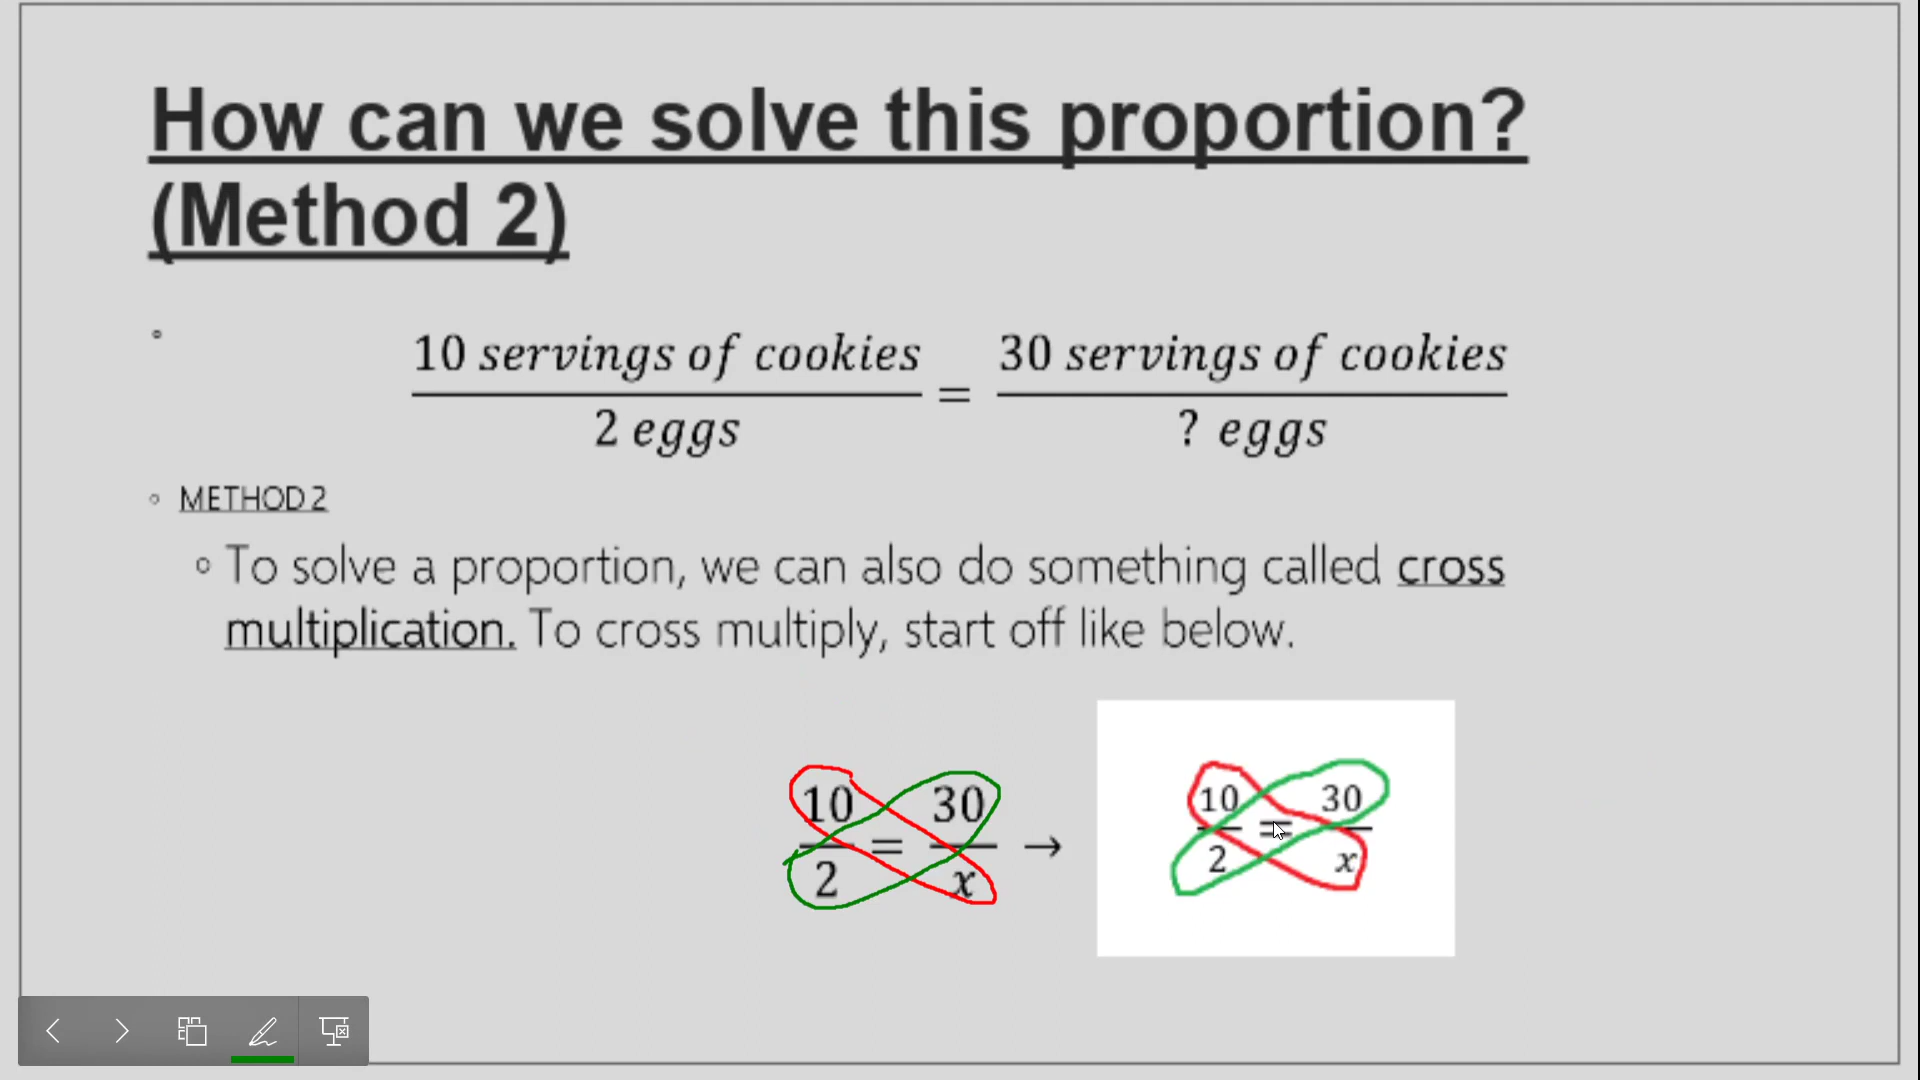 How can we solve this proportion?
(Method 2)
10 servings of cookies / 2 eggs = 30 servings of cookies / ? eggs
METHOD 2
To solve a proportion, we can also do something called cross
multiplication. To cross multiply, start off like below.
10/2 = 30/x → 10/2 = 30/x